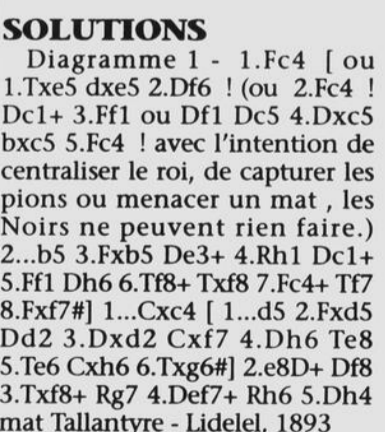 SOLUTIONS
Diagramme 1 - 1.Fc4 [ ou
1.Txe5 dxe5 2.Df6 ! (ou 2.Fc4 !
Dc1+ 3.Ff1 ou Df1 Dc5 4.Dxc5
bxc5 5.Fc4 ! avec l'intention de
centraliser le roi, de capturer les
pions ou menacer un mat , les
Noirs ne peuvent rien faire.)
2...b5 3.Fxb5 De3+ 4.Rh1 Dc1+
5.Ff1 Dh6 6.Tf8+ Txf8 7.Fc4+ Tf7
8.Fxf7#] 1...Cxc4 [ 1...d5 2.Fxd5
Dd2 3.Dxd2 Cxf7 4.Dh6 Te8
5.Te6 Cxh6 6.Txg6#] 2.e8D+ Df8
3.Txf8+ Rg7 4.Def7+ Rh6 5.Dh4
mat Tallantyre - Lidelel, 1893